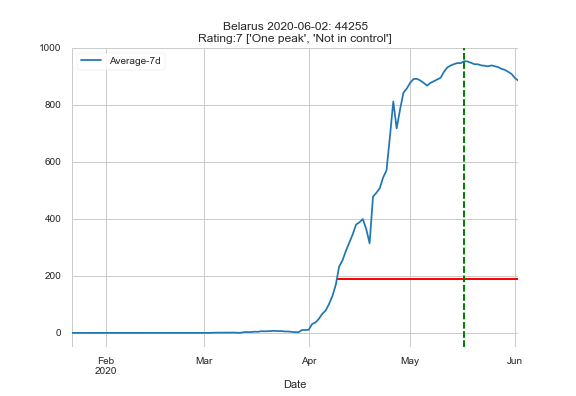 Belarus 2020-06-02: 44255
Rating:7 ['One peak', 'Not in control']
Average-7d
1000
800
600
400
200
0
Feb Mar Apr May Jun
2020
Date